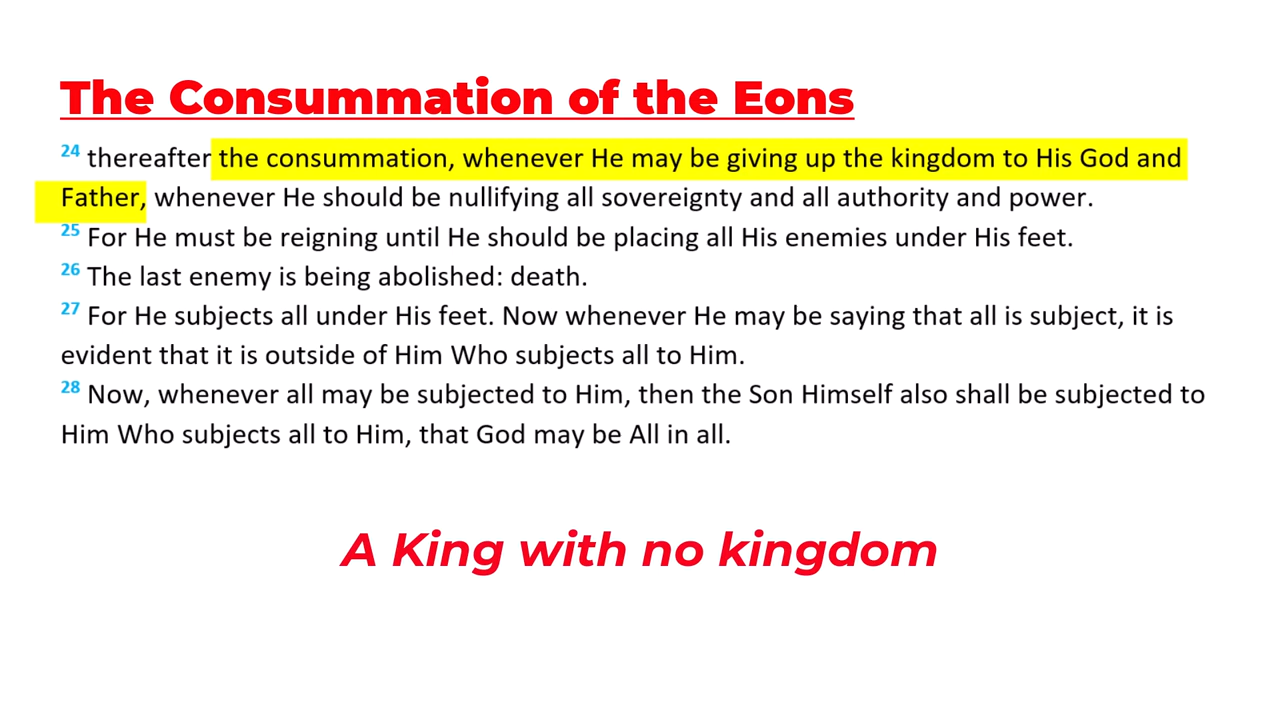 The Consummation of the Eons
24 thereafter the consummation, whenever He may be giving up the kingdom to His God and
Father, whenever He should be nullifying all sovereignty and all authority and power.
25 For He must be reigning until He should be placing all His enemies under His feet.
26 The last enemy is being abolished: death.
27 For He subjects all under His feet. Now whenever He may be saying that all is subject, it is
evident that it is outside of Him Who subjects all to Him.
28 Now, whenever all may be subjected to Him, then the Son Himself also shall be subjected to
Him Who subjects all to Him, that God may be All in all.
A King with no kingdom